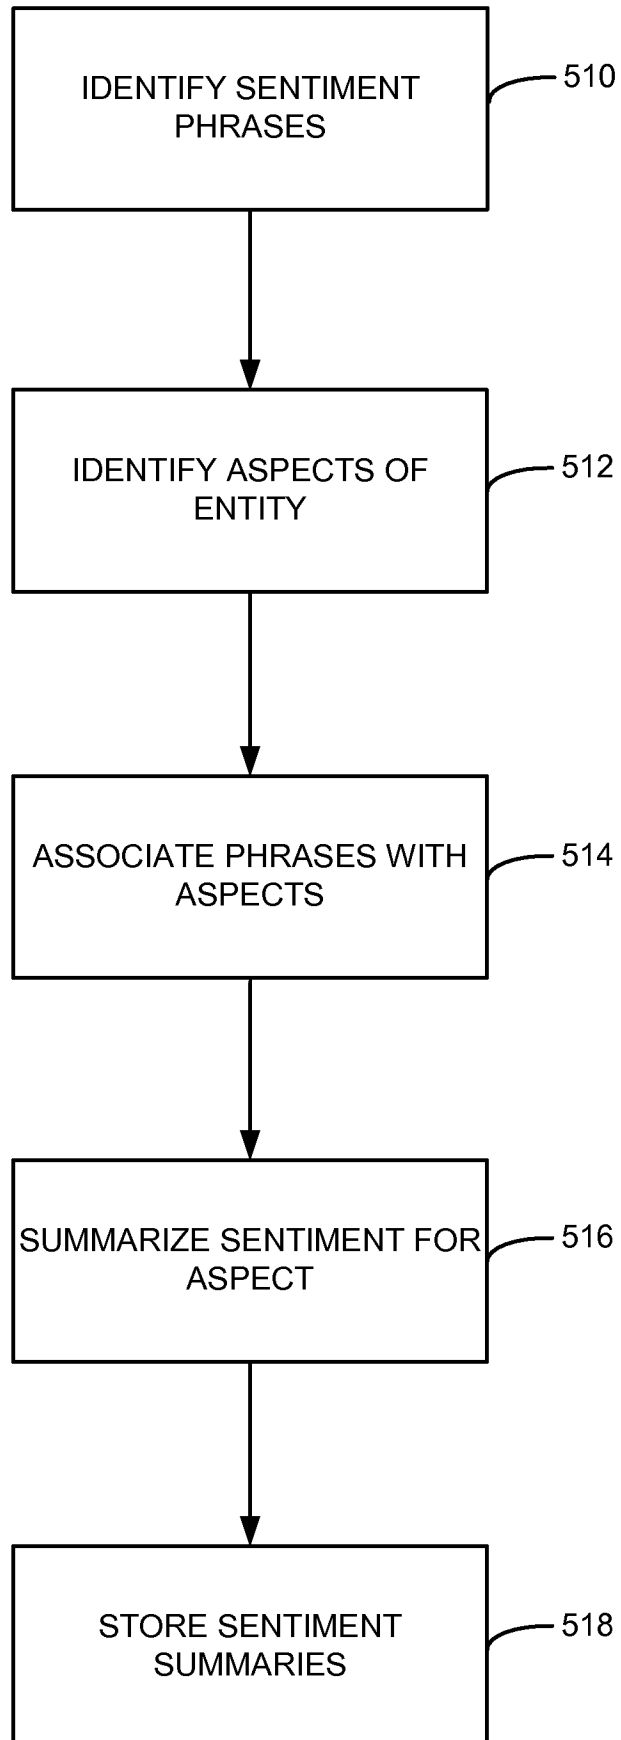 IDENTIFY SENTIMENT
PHRASES
510
IDENTIFY ASPECTS OF
ENTITY
512
ASSOCIATE PHRASES WITH
ASPECTS
514
SUMMARIZE SENTIMENT FOR
ASPECT
516
STORE SENTIMENT
SUMMARIES
518